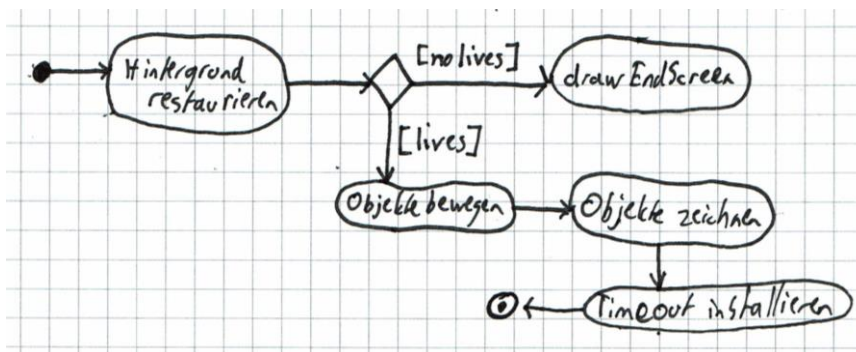 Hintergrund
restaurieren
[no lives]
draw EndScreen
[lives]
Objekte bewegen
Objekte zeichnen
Timeout installieren